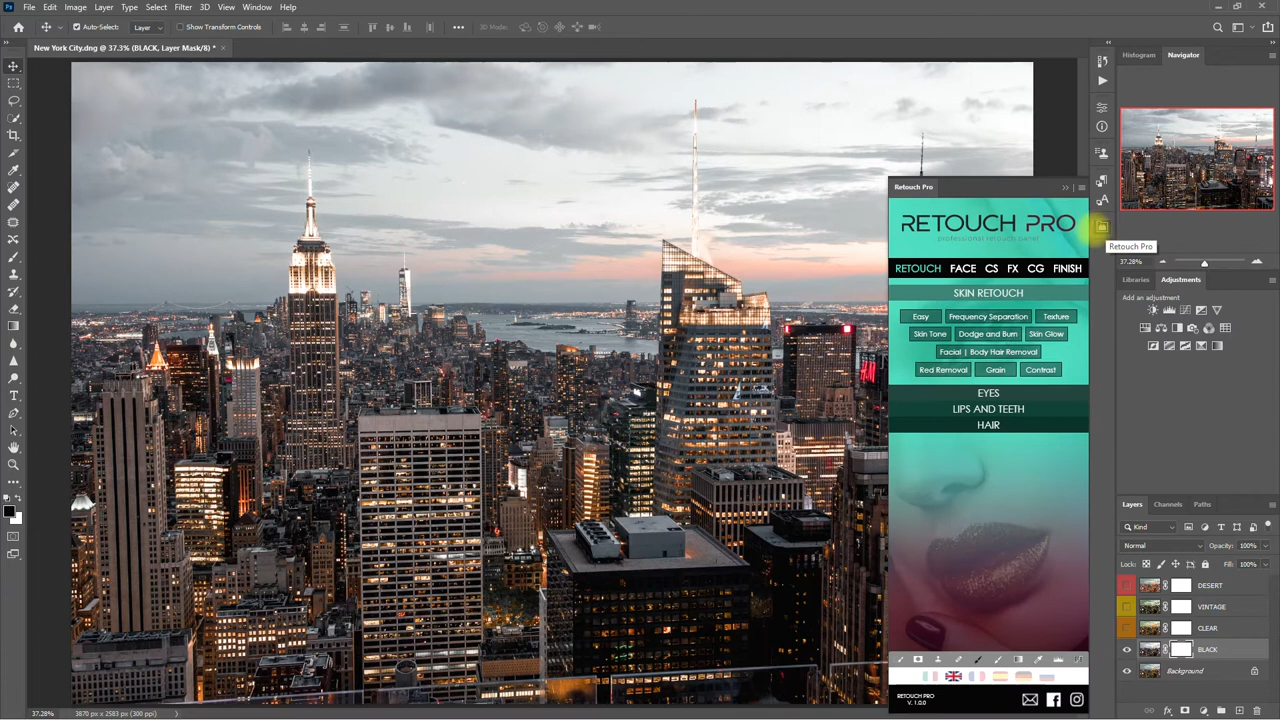 Ps File Edit Image Layer Type Select Filter 3D View Window Help
Auto-Select: Layer Show Transform Controls 3D Mode:
New York City.dng @ 37.3% (BLACK, Layer Mask/8) *
Histogram Navigator
Retouch Pro
RETOUCH PRO
professional retouch panel
Retouch Pro
37.28%
RETOUCH FACE CS FX CG FINISH
Libraries Adjustments
SKIN RETOUCH
Add an adjustment
Easy Frequency Separation Texture
Skin Tone Dodge and Burn Skin Glow
Facial | Body Hair Removal
Red Removal Grain Contrast
EYES
LIPS AND TEETH
HAIR
Layers Channels Paths
Kind
Normal Opacity: 100%
Lock: Fill: 100%
DESERT
VINTAGE
CLEAR
BLACK
Background
RETOUCH PRO
V. 1.0.0
37.28% 3870 px x 2583 px (300 ppi)